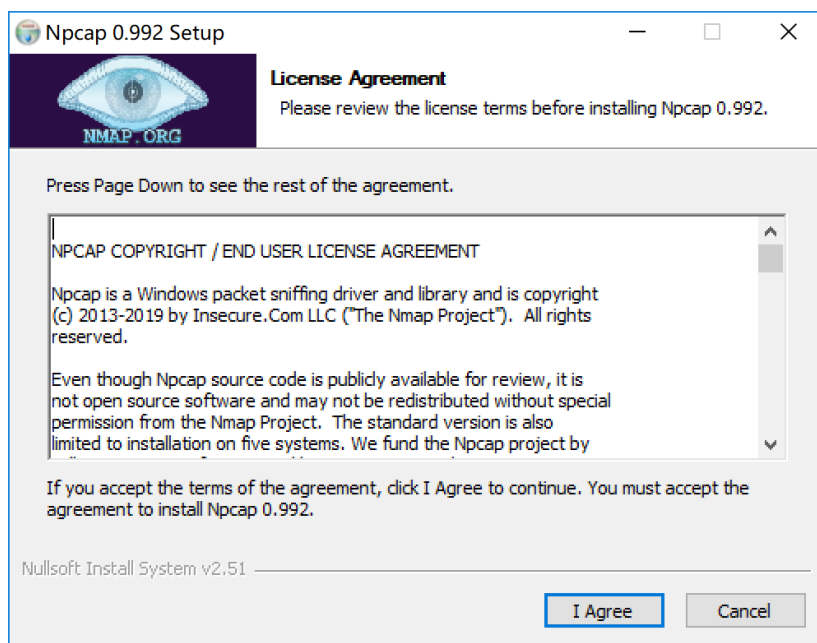 Npcap 0.992 Setup
NMAP.ORG
License Agreement
Please review the license terms before installing Npcap 0.992.
Press Page Down to see the rest of the agreement.
NPCAP COPYRIGHT / END USER LICENSE AGREEMENT
Npcap is a Windows packet sniffing driver and library and is copyright
(c) 2013-2019 by Insecure.Com LLC ("The Nmap Project").  All rights
reserved.
Even though Npcap source code is publicly available for review, it is
not open source software and may not be redistributed without special
permission from the Nmap Project.  The standard version is also
limited to installation on five systems. We fund the Npcap project by
If you accept the terms of the agreement, click I Agree to continue. You must accept the
agreement to install Npcap 0.992.
Nullsoft Install System v2.51
I Agree
Cancel